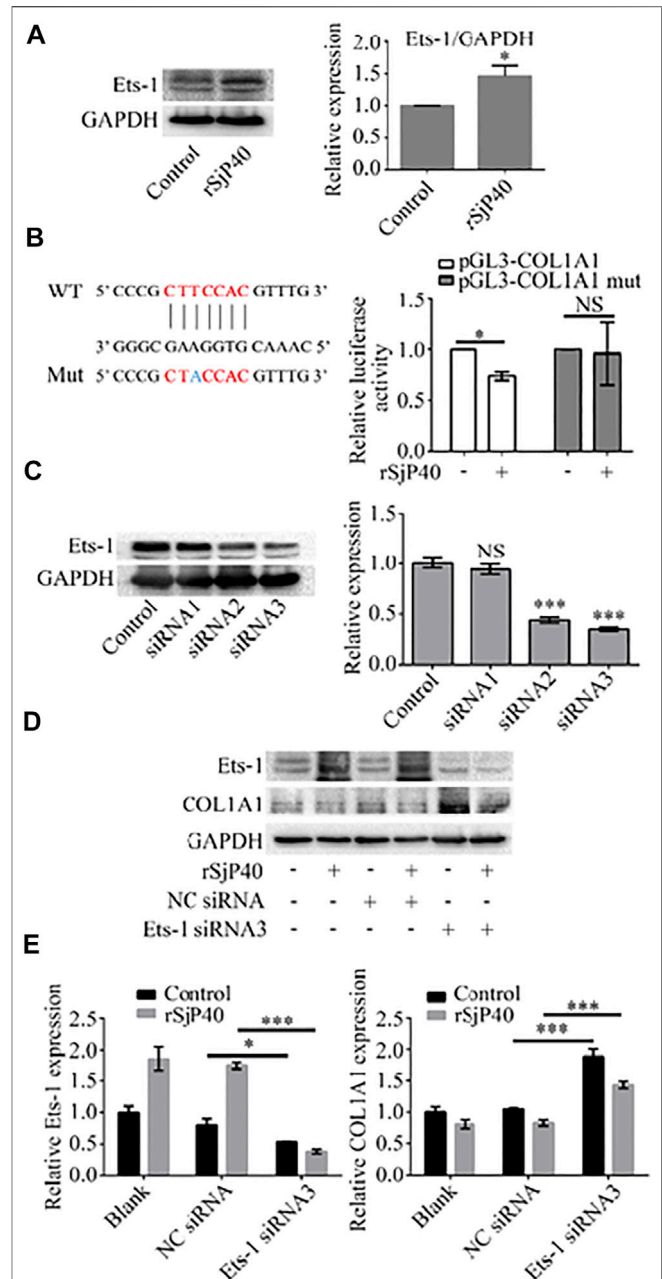 A
Ets-1
GAPDH
Control
rSjP40
Ets-1/GAPDH
Relative expression
2.0
1.5
1.0
0.5
0.0
*
Control
rSjP40
B
WT 5' CCCG CTTCCAC GTTTG 3'
3' GGGC GAAGGTG CAAAC 5'
Mut 5' CCCG CTACCAC GTTTG 3'
pGL3-COL1A1
pGL3-COL1A1 mut
Relative luciferase activity
1.5
1.0
0.5
0.0
*
NS
rSjP40 - + - +
C
Ets-1
GAPDH
Control
siRNA1
siRNA2
siRNA3
Relative expression
1.5
1.0
0.5
0.0
NS
***
***
Control
siRNA1
siRNA2
siRNA3
D
Ets-1
COL1A1
GAPDH
rSjP40 - + - + - +
NC siRNA - - + + - -
Ets-1 siRNA3 - - - - + +
E
Control
rSjP40
Relative Ets-1 expression
2.5
2.0
1.5
1.0
0.5
0.0
***
*
Blank
NC siRNA
Ets-1 siRNA3
Control
rSjP40
Relative COL1A1 expression
2.5
2.0
1.5
1.0
0.5
0.0
***
***
Blank
NC siRNA
Ets-1 siRNA3